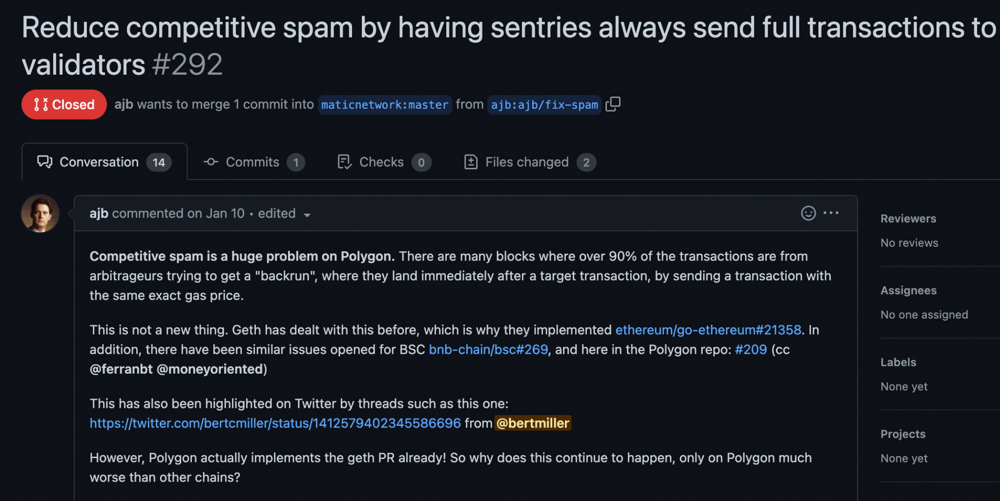 Reduce competitive spam by having sentries always send full transactions to
validators #292
Closed ajb wants to merge 1 commit into maticnetwork:master from ajb:ajb/fix-spam
Conversation 14 Commits 1 Checks 0 Files changed 2
ajb commented on Jan 10 • edited
Competitive spam is a huge problem on Polygon. There are many blocks where over 90% of the transactions are from
arbitrageurs trying to get a "backrun", where they land immediately after a target transaction, by sending a transaction with
the same exact gas price.
This is not a new thing. Geth has dealt with this before, which is why they implemented ethereum/go-ethereum#21358. In
addition, there have been similar issues opened for BSC bnb-chain/bsc#269, and here in the Polygon repo: #209 (cc
@ferranbt @moneyoriented)
This has also been highlighted on Twitter by threads such as this one:
https://twitter.com/bertcmiller/status/1412579402345586696 from @bertmiller
However, Polygon actually implements the geth PR already! So why does this continue to happen, only on Polygon much
worse than other chains?
Reviewers
No reviews
Assignees
No one assigned
Labels
None yet
Projects
None yet